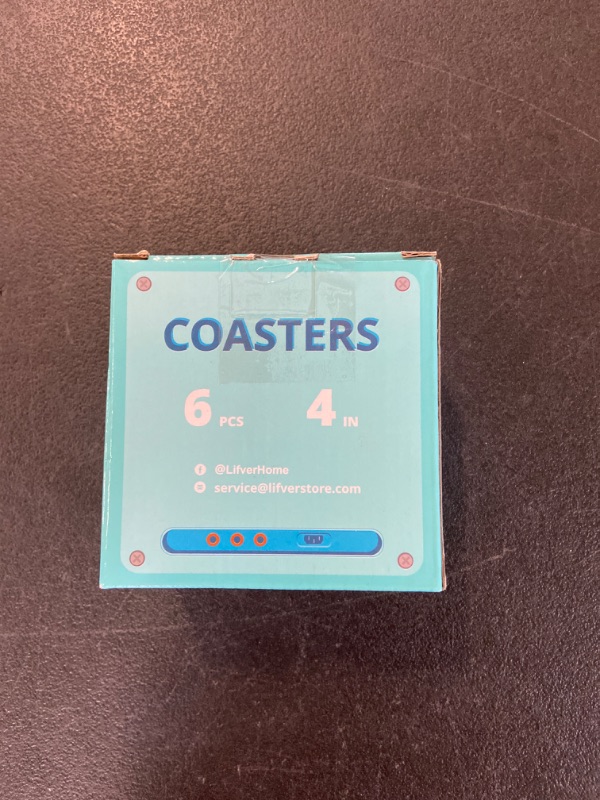 COASTERS
6 PCS 4 IN
@LifverHome
service@lifverstore.com